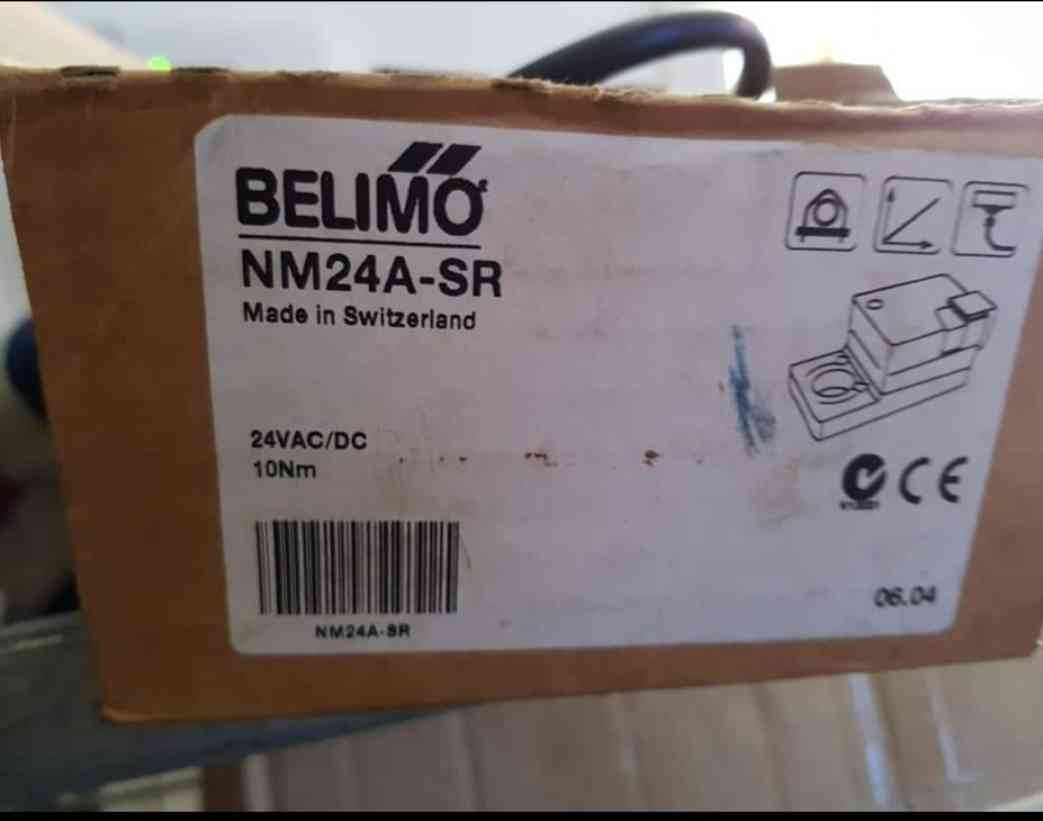 BELIMO
NM24A-SR
Made in Switzerland
24VAC/DC
10Nm
NM24A-SR
CE
06.04